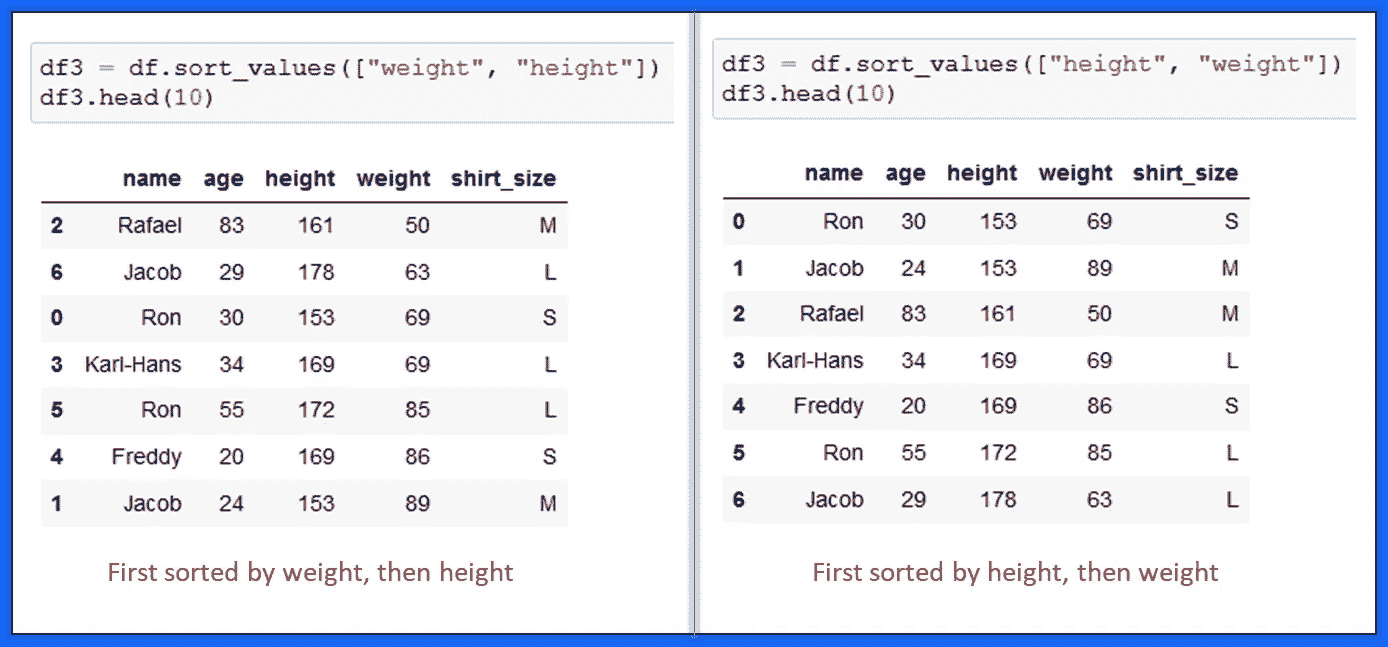 df3 = df.sort_values(["weight", "height"])
df3.head(10)
name age height weight shirt_size
2 Rafael 83 161 50 M
6 Jacob 29 178 63 L
0 Ron 30 153 69 S
3 Karl-Hans 34 169 69 L
5 Ron 55 172 85 L
4 Freddy 20 169 86 S
1 Jacob 24 153 89 M
First sorted by weight, then height
df3 = df.sort_values(["height", "weight"])
df3.head(10)
name age height weight shirt_size
0 Ron 30 153 69 S
1 Jacob 24 153 89 M
2 Rafael 83 161 50 M
3 Karl-Hans 34 169 69 L
4 Freddy 20 169 86 S
5 Ron 55 172 85 L
6 Jacob 29 178 63 L
First sorted by height, then weight